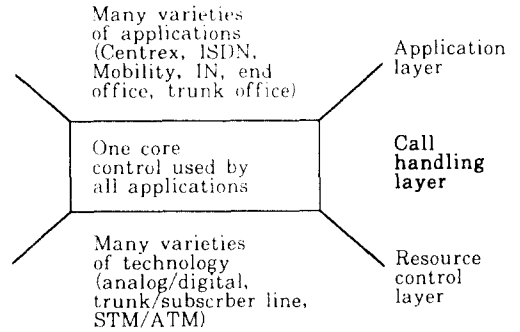 Many varieties
of applications
(Centrex, ISDN,
Mobility, IN, end
office, trunk office)
Application
layer
One core
control used by
all applications
Call
handling
layer
Many varieties
of technology
(analog/digital,
trunk/subscrber line,
STM/ATM)
Resource
control
layer